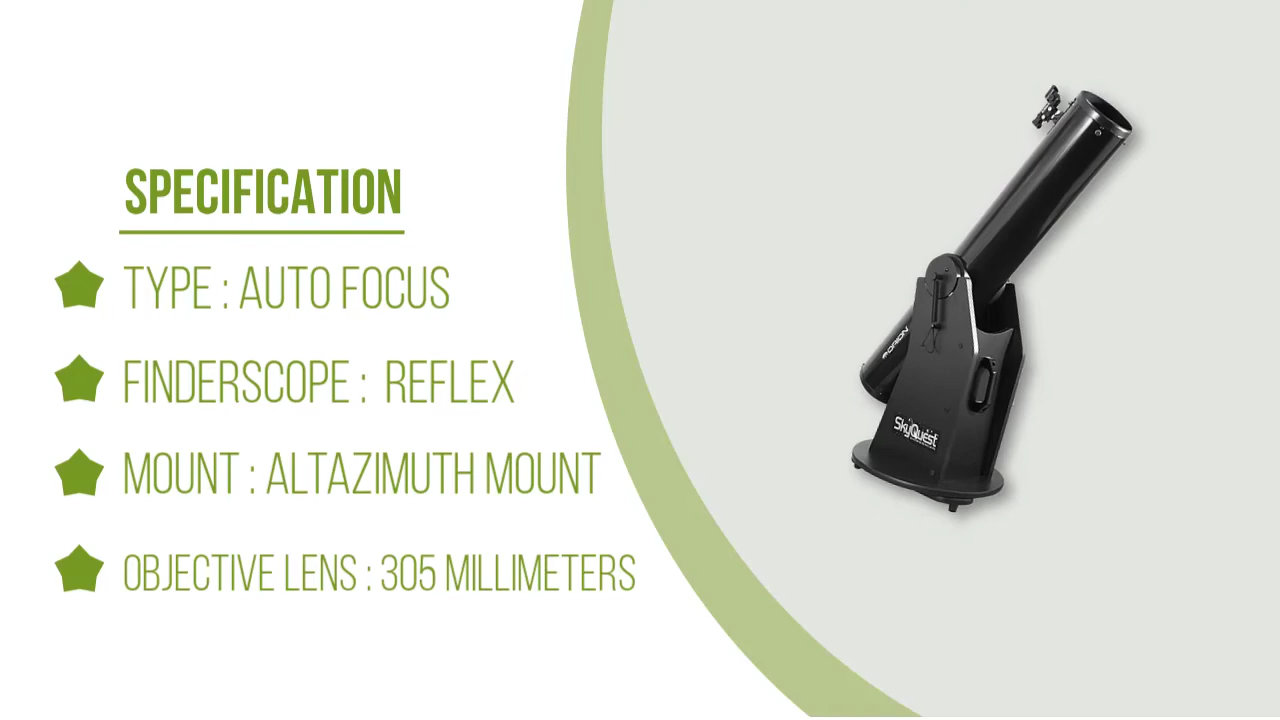 SPECIFICATION
TYPE : AUTO FOCUS
FINDERSCOPE : REFLEX
MOUNT : ALTAZIMUTH MOUNT
OBJECTIVE LENS : 305 MILLIMETERS
ORION
SkyQuest